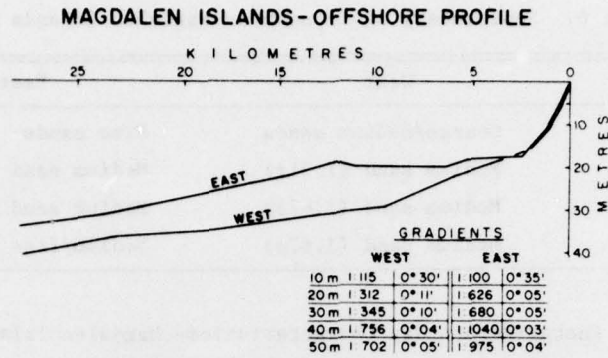 MAGDALEN ISLANDS-OFFSHORE PROFILE
KILOMETRES
25 20 15 10 5 0
10
20
30
40
METRES
EAST
WEST
GRADIENTS
WEST EAST
10 m 1:115 0° 30' 1:100 0° 35'
20 m 1:312 0° 11' 1:626 0° 05'
30 m 1:345 0° 10' 1:680 0° 05'
40 m 1:756 0° 04' 1:1040 0° 03'
50 m 1:702 0° 05' 1:975 0° 04'